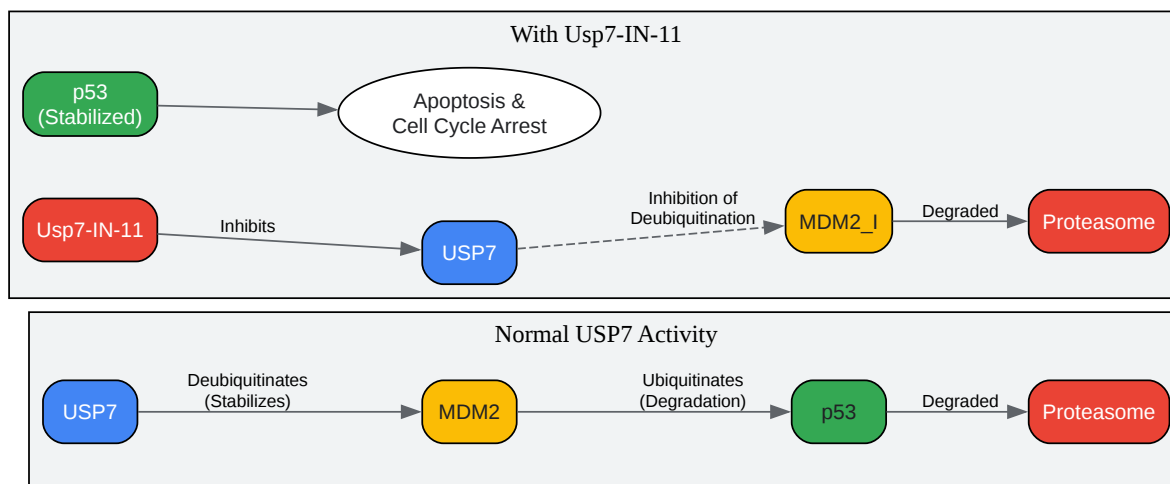 With Usp7-IN-11
p53
(Stabilized)
Apoptosis &
Cell Cycle Arrest
Usp7-IN-11
Inhibits
USP7
Inhibition of
Deubiquitination
MDM2_I
Degraded
Proteasome
Normal USP7 Activity
USP7
Deubiquitinates
(Stabilizes)
MDM2
Ubiquitinates
(Degradation)
p53
Degraded
Proteasome